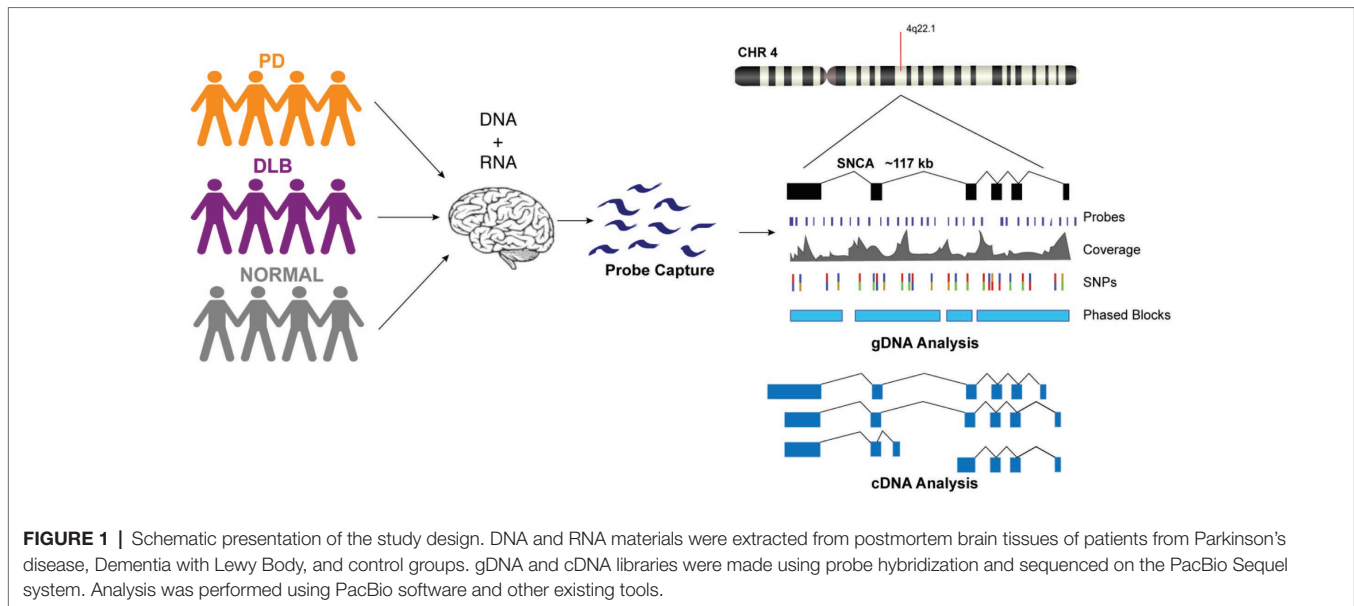 PD
DLB
NORMAL
DNA
+
RNA
Probe Capture
4q22.1
CHR 4
SNCA ~117 kb
Probes
Coverage
SNPs
Phased Blocks
gDNA Analysis
cDNA Analysis
FIGURE 1 | Schematic presentation of the study design. DNA and RNA materials were extracted from postmortem brain tissues of patients from Parkinson's
disease, Dementia with Lewy Body, and control groups. gDNA and cDNA libraries were made using probe hybridization and sequenced on the PacBio Sequel
system. Analysis was performed using PacBio software and other existing tools.